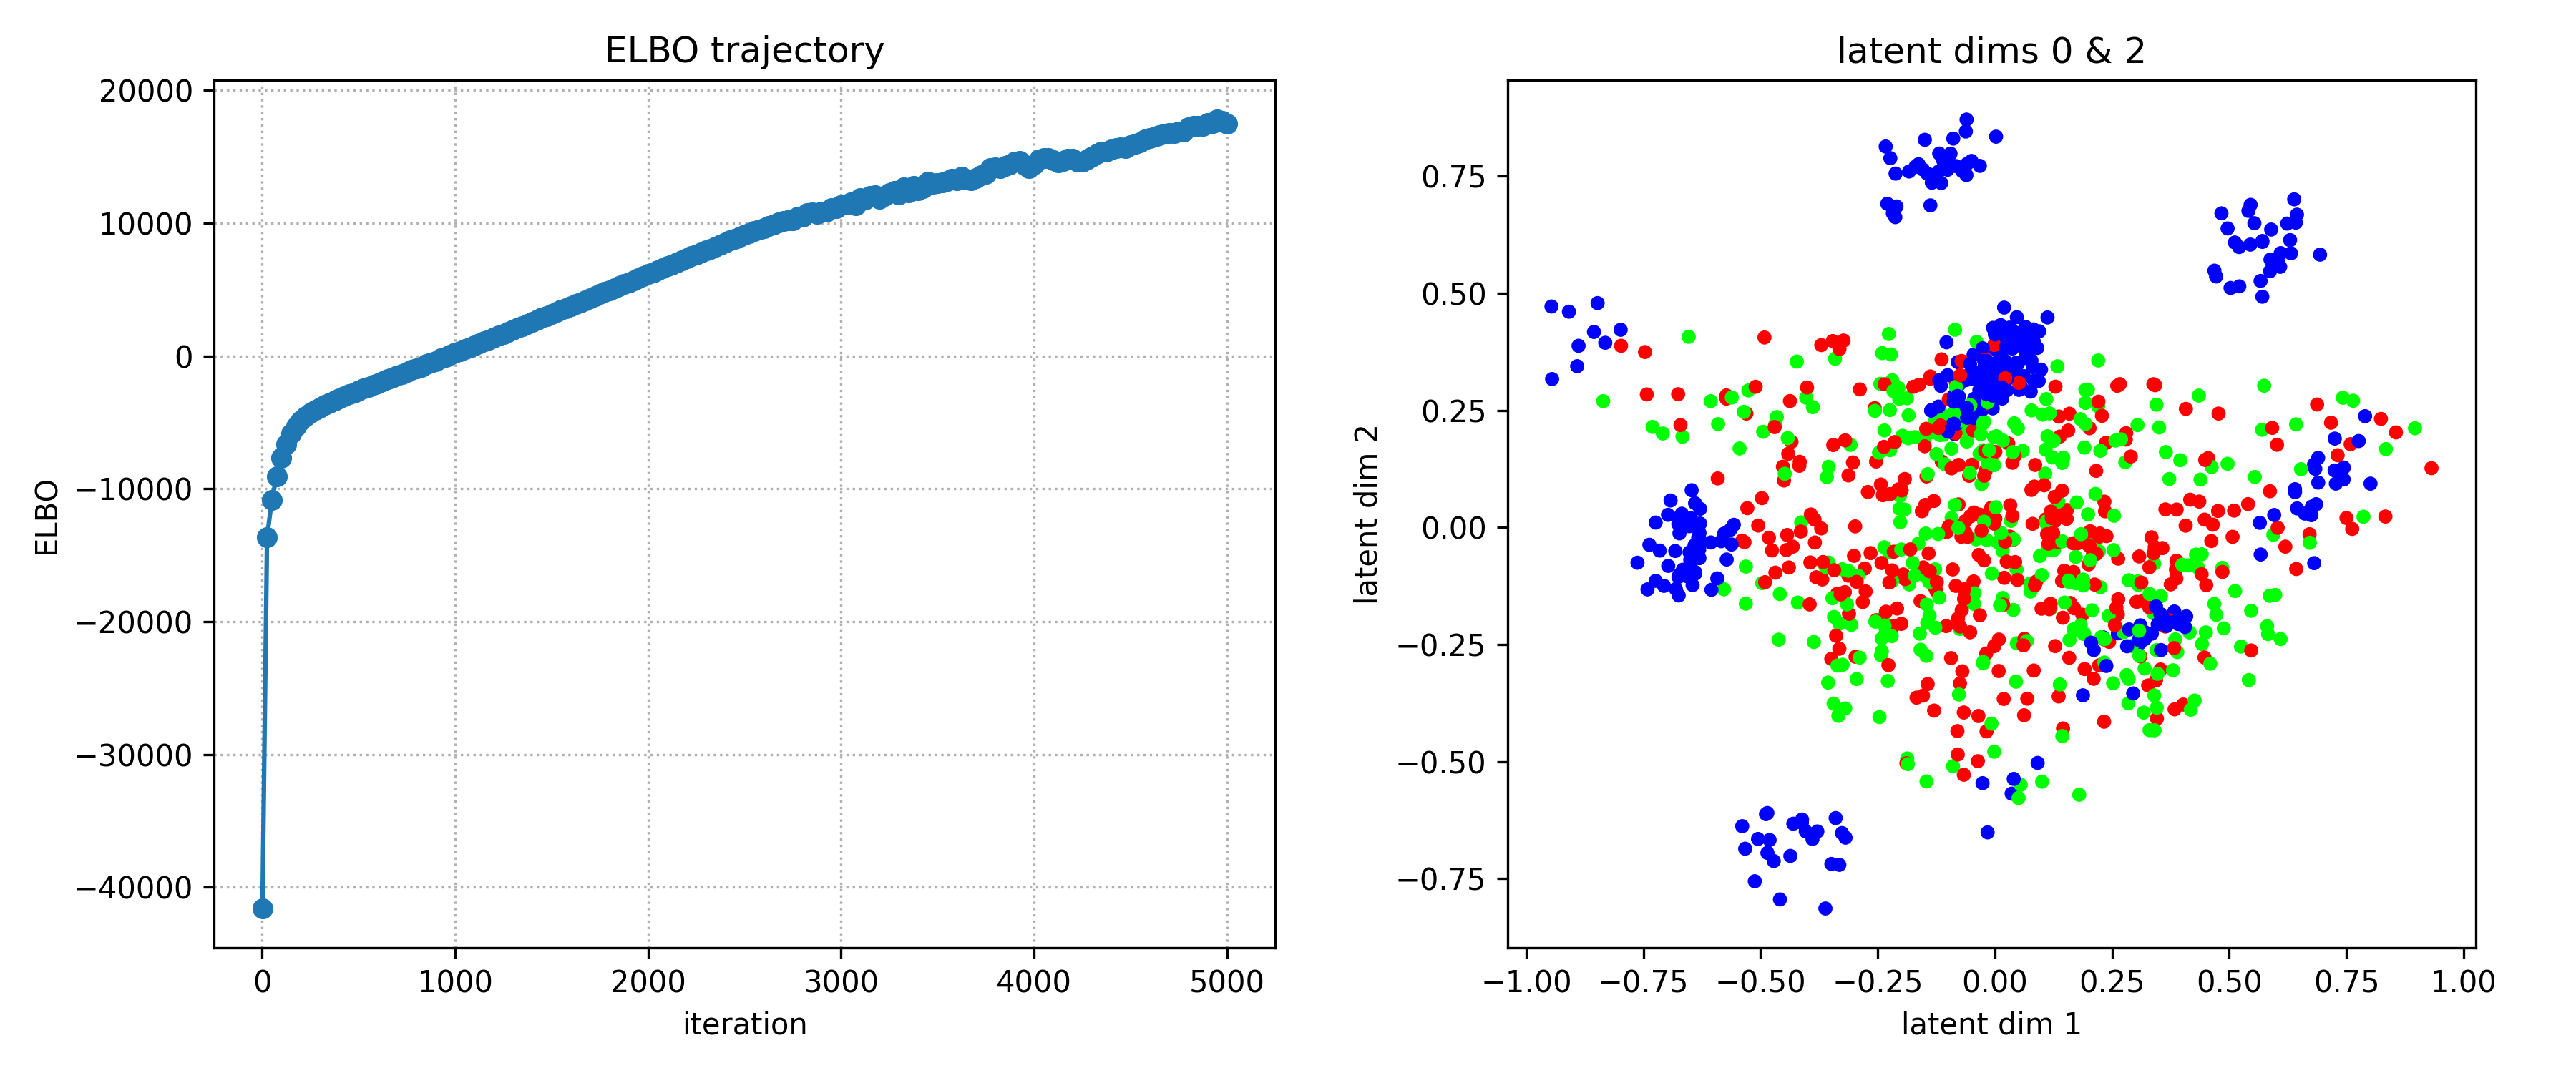 ELBO trajectory
20000
10000
0
−10000
−20000
−30000
−40000
ELBO
0 1000 2000 3000 4000 5000
iteration
latent dims 0 & 2
0.75
0.50
0.25
0.00
−0.25
−0.50
−0.75
latent dim 2
−1.00 −0.75 −0.50 −0.25 0.00 0.25 0.50 0.75 1.00
latent dim 1